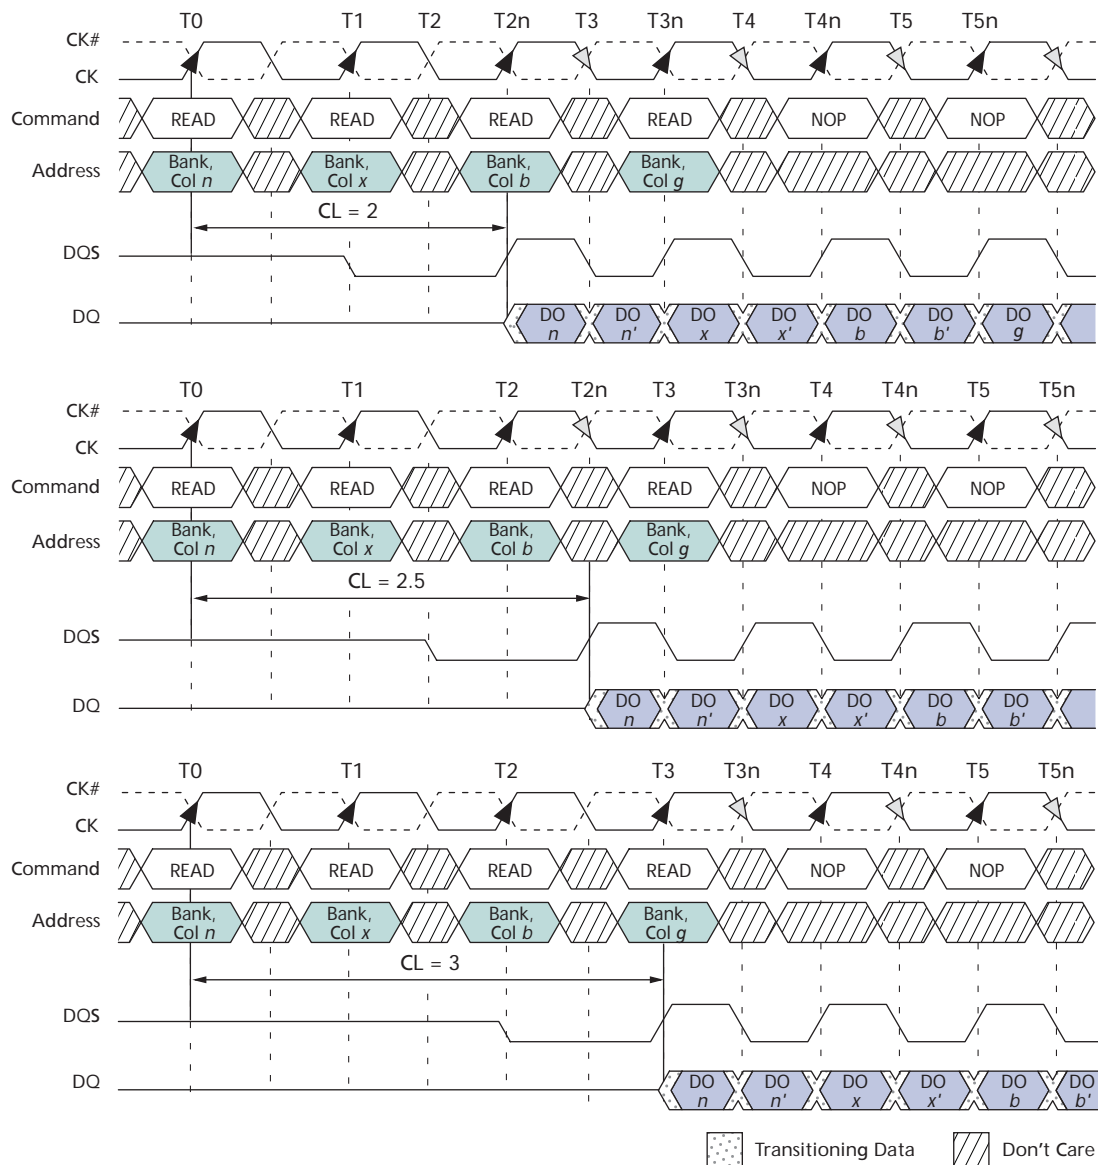 T0 T1 T2 T2n T3 T3n T4 T4n T5 T5n
CK#
CK
Command READ READ READ READ NOP NOP
Address Bank, Col n Bank, Col x Bank, Col b Bank, Col g
CL = 2
DQS
DQ DO n DO n' DO x DO x' DO b DO b' DO g
T0 T1 T2 T2n T3 T3n T4 T4n T5 T5n
CK#
CK
Command READ READ READ READ NOP NOP
Address Bank, Col n Bank, Col x Bank, Col b Bank, Col g
CL = 2.5
DQS
DQ DO n DO n' DO x DO x' DO b DO b'
T0 T1 T2 T3 T3n T4 T4n T5 T5n
CK#
CK
Command READ READ READ READ NOP NOP
Address Bank, Col n Bank, Col x Bank, Col b Bank, Col g
CL = 3
DQS
DQ DO n DO n' DO x DO x' DO b DO b'
Transitioning Data Don't Care